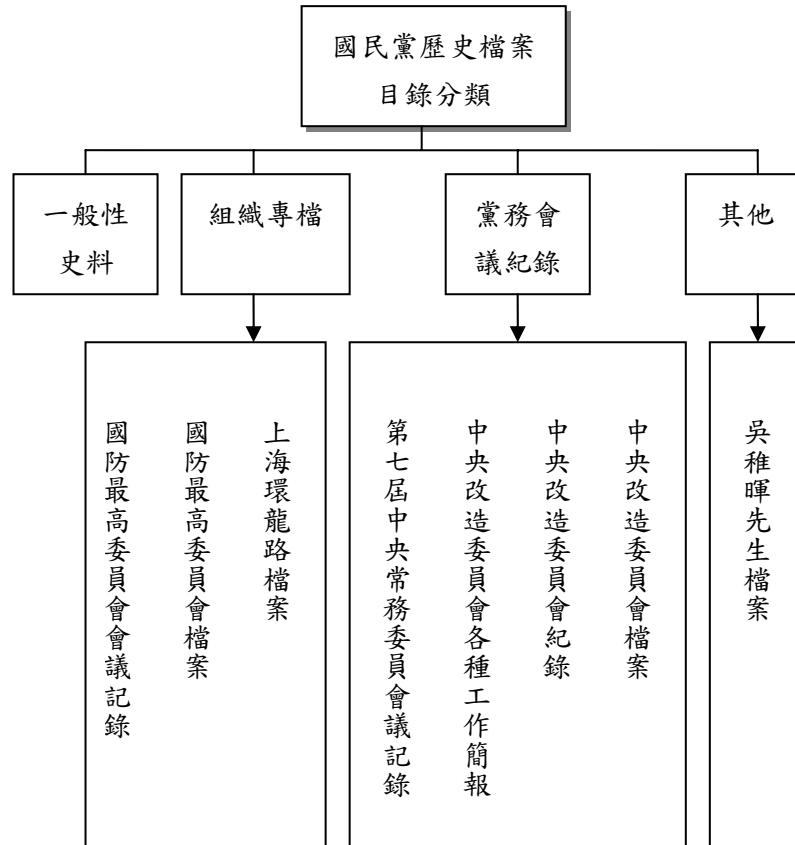 國民黨歷史檔案
目錄分類
一般性
史料
組織專檔
黨務會
議紀錄
其他
上海環龍路檔案
國防最高委員會檔案
國防最高委員會會議記錄
中央改造委員會檔案
中央改造委員會紀錄
中央改造委員會各種工作簡報
第七屆中央常務委員會議記錄
吳稚暉先生檔案